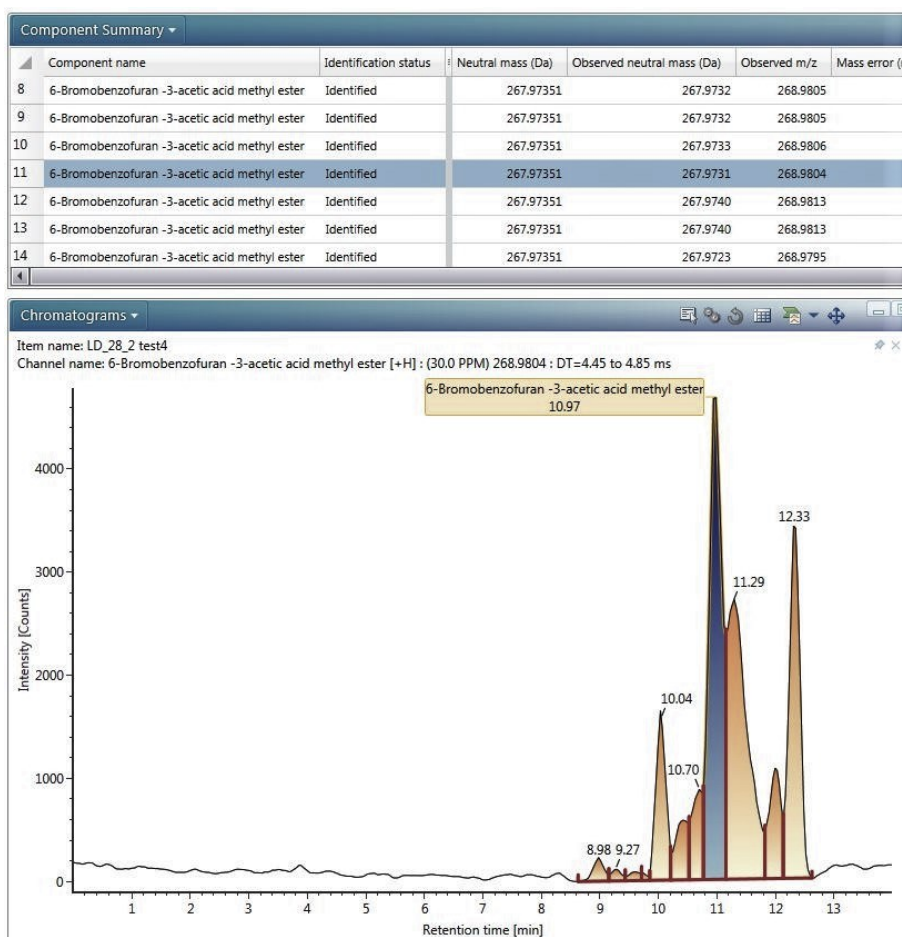 Component Summary
Component name Identification status Neutral mass (Da) Observed neutral mass (Da) Observed m/z Mass error
8 6-Bromobenzofuran -3-acetic acid methyl ester Identified 267.97351 267.9732 268.9805
9 6-Bromobenzofuran -3-acetic acid methyl ester Identified 267.97351 267.9732 268.9805
10 6-Bromobenzofuran -3-acetic acid methyl ester Identified 267.97351 267.9733 268.9806
11 6-Bromobenzofuran -3-acetic acid methyl ester Identified 267.97351 267.9731 268.9804
12 6-Bromobenzofuran -3-acetic acid methyl ester Identified 267.97351 267.9740 268.9813
13 6-Bromobenzofuran -3-acetic acid methyl ester Identified 267.97351 267.9740 268.9813
14 6-Bromobenzofuran -3-acetic acid methyl ester Identified 267.97351 267.9723 268.9795
Chromatograms
Item name: LD_28_2 test4
Channel name: 6-Bromobenzofuran -3-acetic acid methyl ester [+H] : (30.0 PPM) 268.9804 : DT=4.45 to 4.85 ms
6-Bromobenzofuran -3-acetic acid methyl ester
10.97
4000
12.33
3000
11.29
Intensity [Counts]
2000
10.04
1000
10.70
8.98 9.27
0
1 2 3 4 5 6 7 8 9 10 11 12 13
Retention time [min]